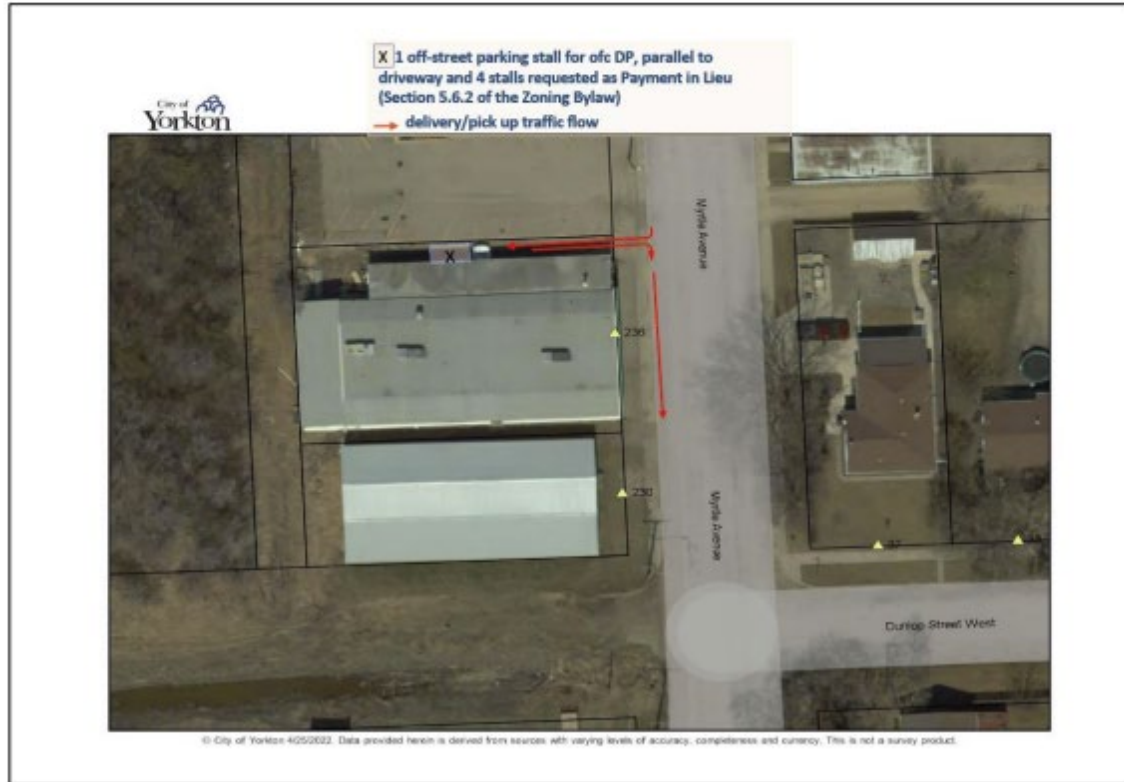 X 1 off-street parking stall for ofc DP, parallel to
driveway and 4 stalls requested as Payment in Lieu
(Section 5.6.2 of the Zoning Bylaw)
→ delivery/pick up traffic flow
City of
Yorkton
Myrtle Avenue
X
236
230
Myrtle Avenue
Dunlop Street West
© City of Yorkton 4/25/2022. Data provided herein is derived from sources with varying levels of accuracy, completeness and currency. This is not a survey product.